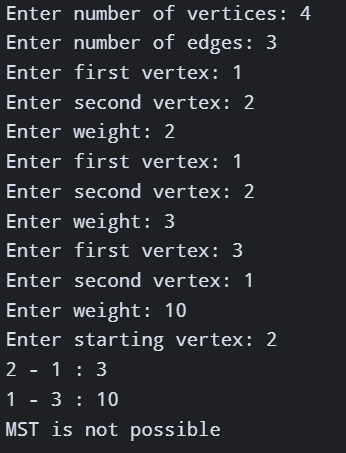 Enter number of vertices: 4
Enter number of edges: 3
Enter first vertex: 1
Enter second vertex: 2
Enter weight: 2
Enter first vertex: 1
Enter second vertex: 2
Enter weight: 3
Enter first vertex: 3
Enter second vertex: 1
Enter weight: 10
Enter starting vertex: 2
2 - 1 : 3
1 - 3 : 10
MST is not possible